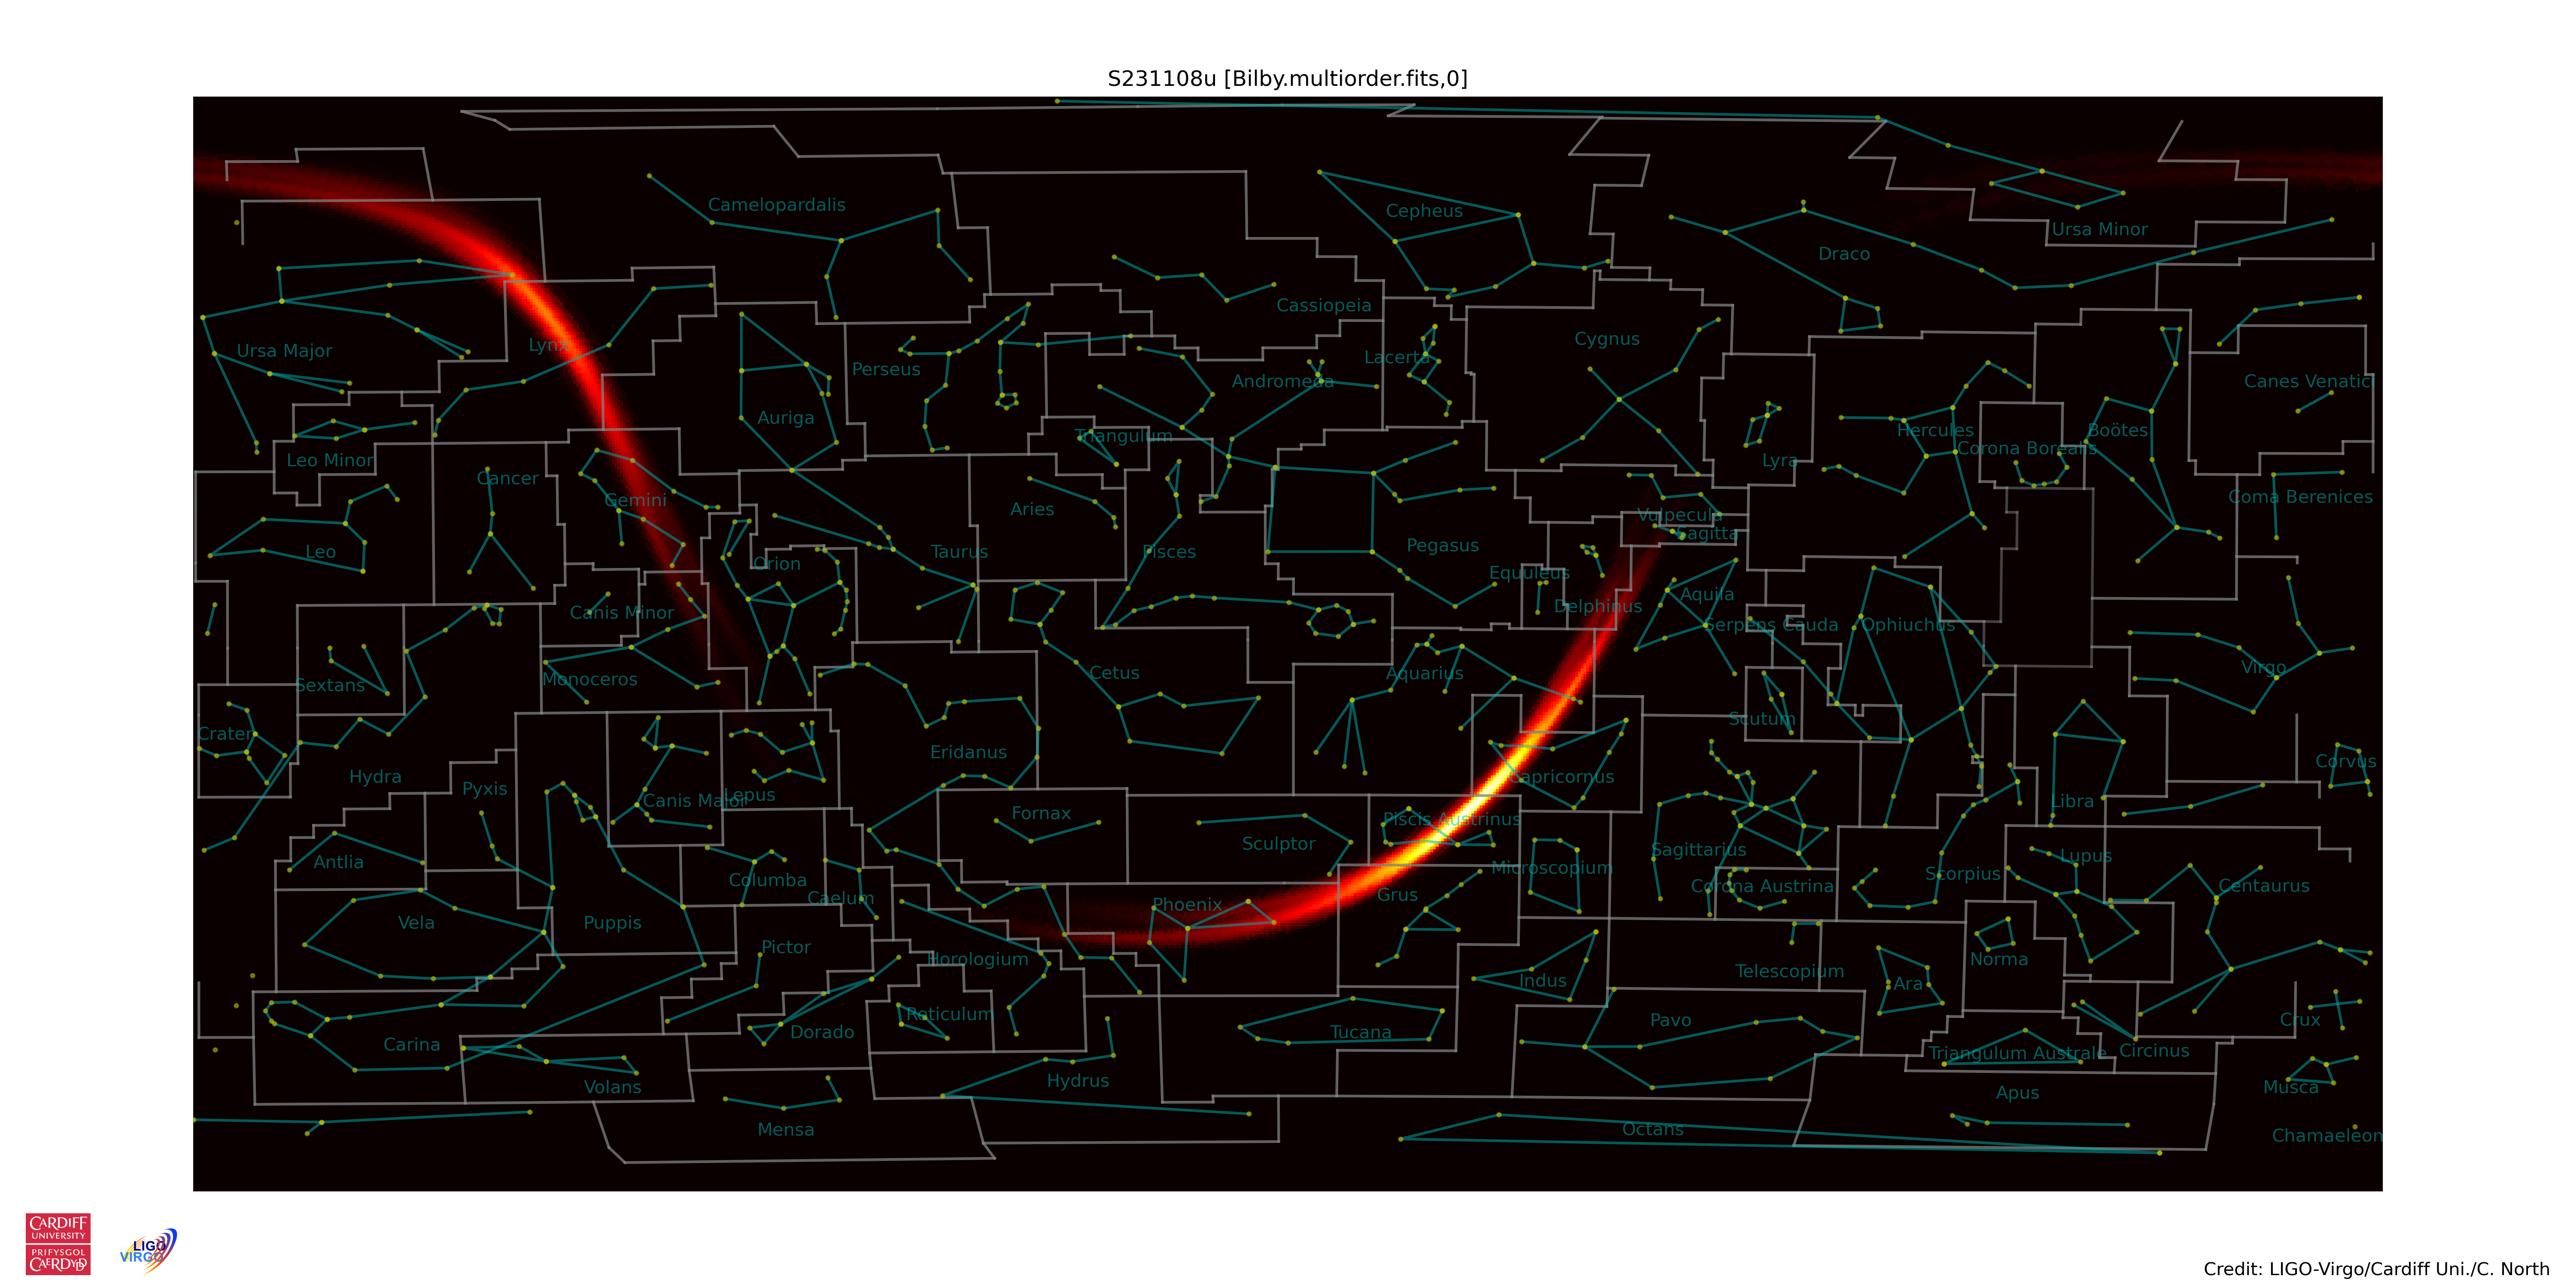 S231108u [Bilby.multiorder.fits,0]
Camelopardalis
Cepheus
Ursa Minor
Draco
Cassiopeia
Cygnus
Lynx
Ursa Major
Lacerta
Perseus
Andromeda
Canes Venatici
Auriga
Hercules
Boötes
Triangulum
Corona Borealis
Leo Minor
Lyra
Cancer
Gemini
Coma Berenices
Aries
Vulpecula
Sagitta
Leo
Taurus
Pisces
Pegasus
Orion
Equuleus
Aquila
Delphinus
Canis Minor
Serpens Cauda
Ophiuchus
Virgo
Cetus
Aquarius
Monoceros
Sextans
Scutum
Crater
Eridanus
Corvus
Hydra
Capricornus
Pyxis
Lepus
Canis Major
Libra
Fornax
Piscis Austrinus
Sculptor
Sagittarius
Lupus
Antlia
Microscopium
Scorpius
Columba
Corona Austrina
Centaurus
Grus
Caelum
Phoenix
Vela
Puppis
Pictor
Horologium
Norma
Telescopium
Indus
Ara
Reticulum
Pavo
Crux
Dorado
Tucana
Carina
Circinus
Triangulum Australe
Hydrus
Volans
Musca
Apus
Mensa
Octans
Chamaeleon
CARDIFF
UNIVERSITY
PRIFYSGOL
CAERDYDD
LIGO
VIRGO
Credit: LIGO-Virgo/Cardiff Uni./C. North